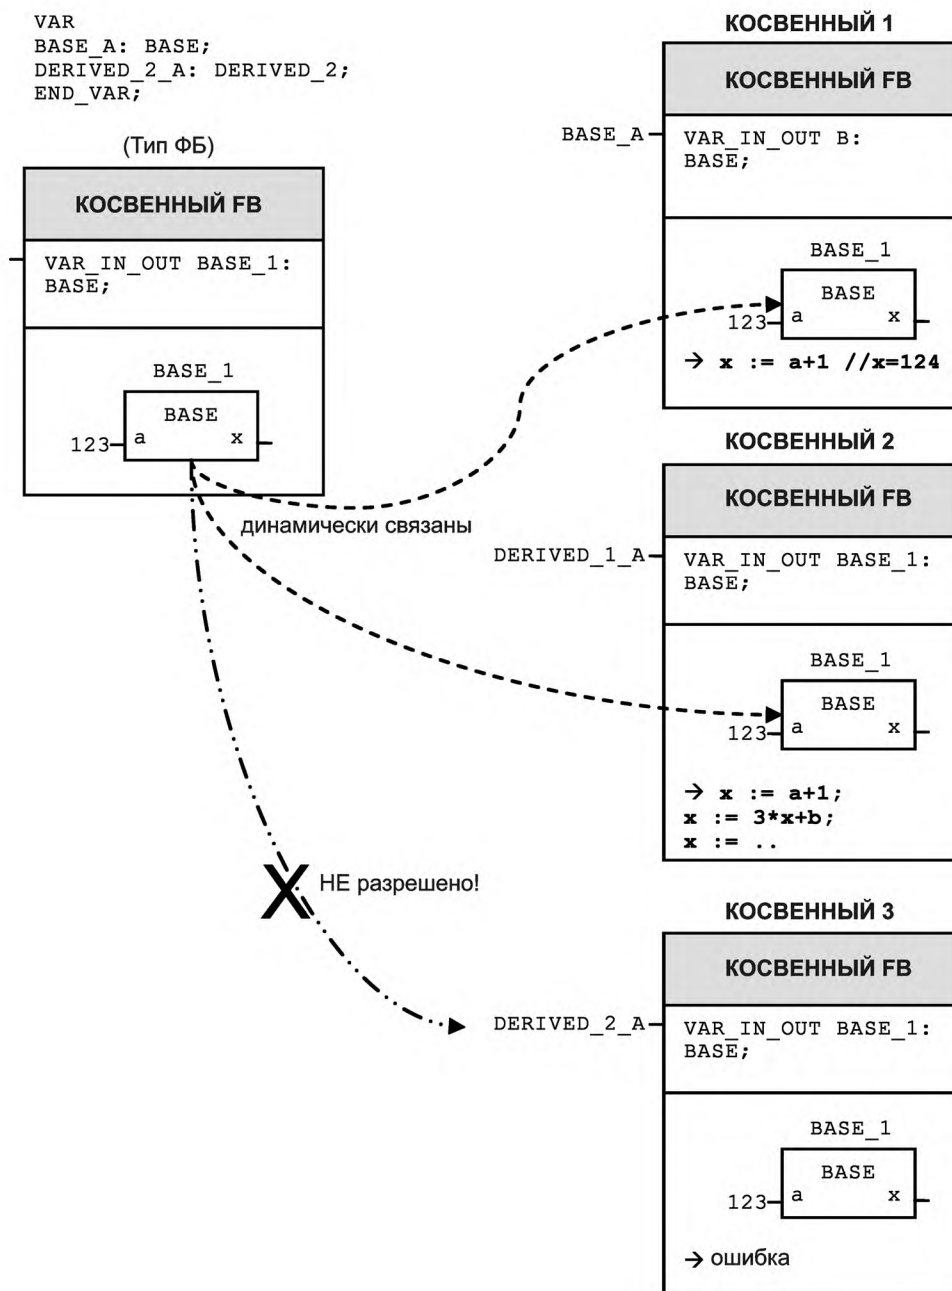 VAR
BASE_A: BASE;
DERIVED_2_A: DERIVED_2;
END_VAR;
(Тип ФБ)
КОСВЕННЫЙ FB
VAR_IN_OUT BASE_1:
BASE;
BASE_1
BASE
123 a x
динамически связаны
НЕ разрешено!
КОСВЕННЫЙ 1
КОСВЕННЫЙ FB
BASE_A
VAR_IN_OUT B:
BASE;
BASE_1
BASE
123 a x
→ x := a+1 //x=124
КОСВЕННЫЙ 2
КОСВЕННЫЙ FB
DERIVED_1_A
VAR_IN_OUT BASE_1:
BASE;
BASE_1
BASE
123 a x
→ x := a+1;
x := 3*x+b;
x := ..
КОСВЕННЫЙ 3
КОСВЕННЫЙ FB
DERIVED_2_A
VAR_IN_OUT BASE_1:
BASE;
BASE_1
BASE
123 a x
→ ошибка